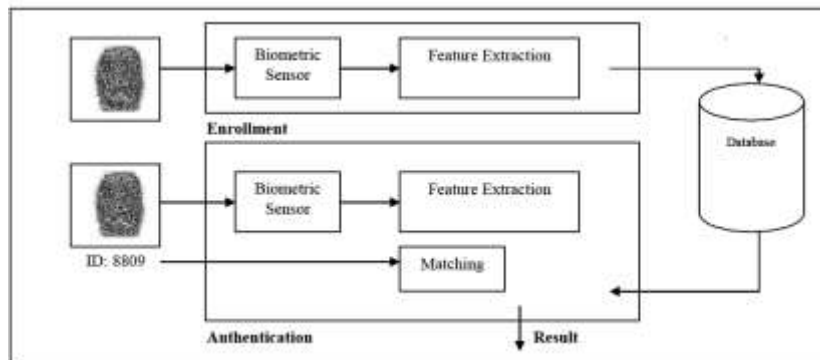 Biometric
Sensor
Feature Extraction
Enrollment
Database
Biometric
Sensor
Feature Extraction
ID: 8809
Matching
Authentication
Result